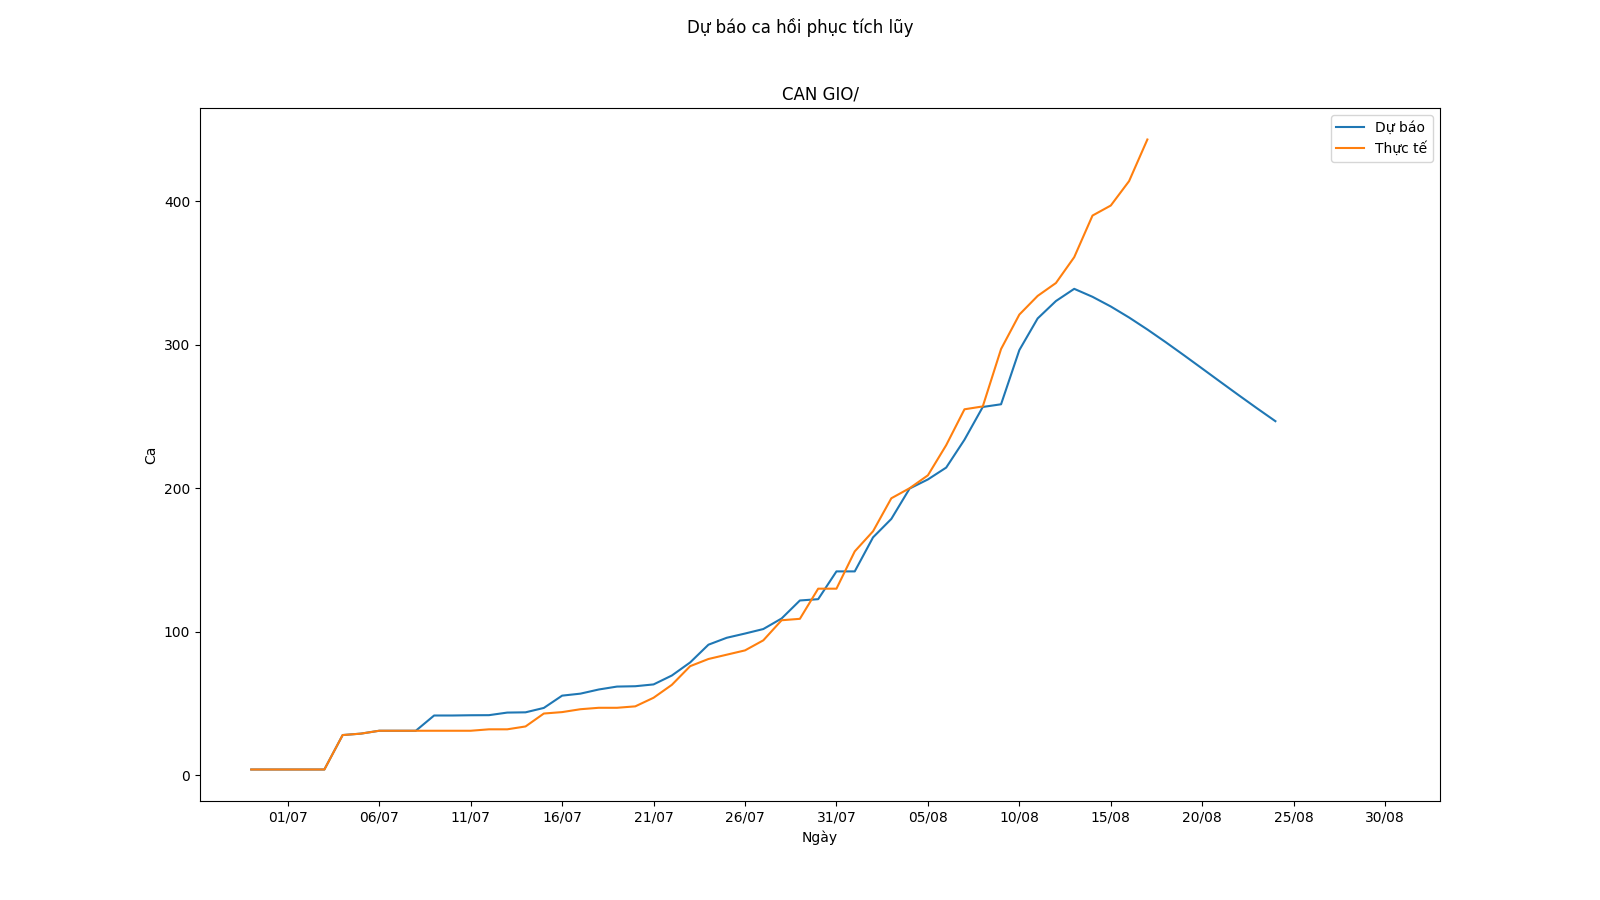 Dự báo ca hồi phục tích lũy
CAN GIO/
Dự báo
Thực tế
400
300
200
100
0
Ca
01/07 06/07 11/07 16/07 21/07 26/07 31/07 05/08 10/08 15/08 20/08 25/08 30/08
Ngày